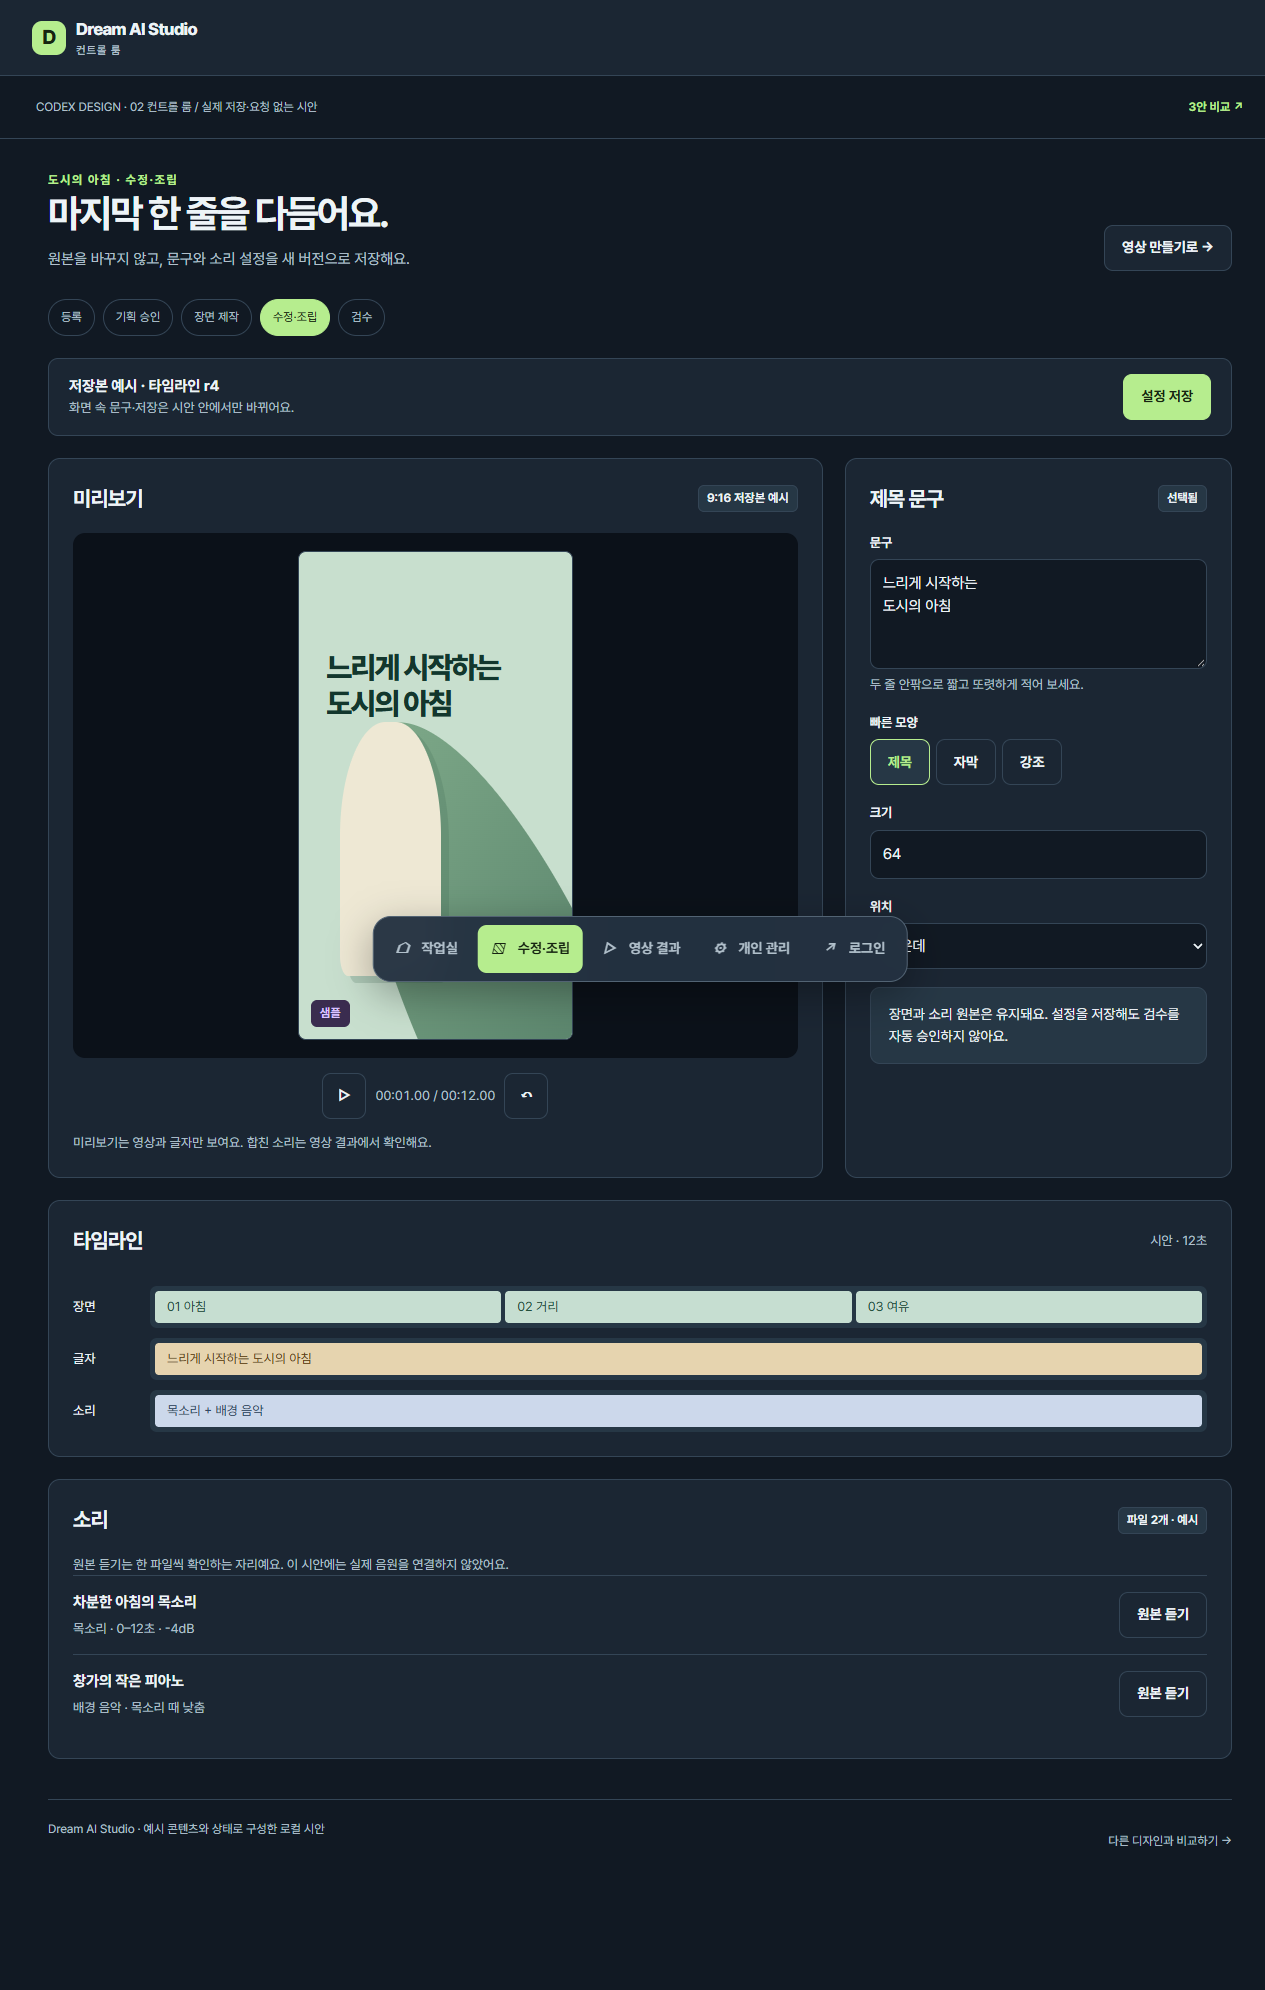 D
Dream AI Studio
컨트롤 룸
CODEX DESIGN · 02 컨트롤 룸 / 실제 저장·요청 없는 시안
3안 비교 ↗
도시의 아침 · 수정·조립
마지막 한 줄을 다듬어요.
원본을 바꾸지 않고, 문구와 소리 설정을 새 버전으로 저장해요.
영상 만들기로 →
등록
기획 승인
장면 제작
수정·조립
검수
저장본 예시 · 타임라인 r4
화면 속 문구·저장은 시안 안에서만 바뀌어요.
설정 저장
미리보기
9:16 저장본 예시
느리게 시작하는
도시의 아침
샘플
00:01.00 / 00:12.00
미리보기는 영상과 글자만 보여요. 합친 소리는 영상 결과에서 확인해요.
제목 문구
선택됨
문구
느리게 시작하는
도시의 아침
두 줄 안팎으로 짧고 또렷하게 적어 보세요.
빠른 모양
제목
자막
강조
크기
64
위치
장면과 소리 원본은 유지돼요. 설정을 저장해도 검수를
자동 승인하지 않아요.
작업실
수정·조립
영상 결과
개인 관리
로그인
타임라인
시안 · 12초
장면
01 아침
02 거리
03 여유
글자
느리게 시작하는 도시의 아침
소리
목소리 + 배경 음악
소리
파일 2개 · 예시
원본 듣기는 한 파일씩 확인하는 자리예요. 이 시안에는 실제 음원을 연결하지 않았어요.
차분한 아침의 목소리
목소리 · 0–12초 · -4dB
원본 듣기
창가의 작은 피아노
배경 음악 · 목소리 때 낮춤
원본 듣기
Dream AI Studio · 예시 콘텐츠와 상태로 구성한 로컬 시안
다른 디자인과 비교하기 →